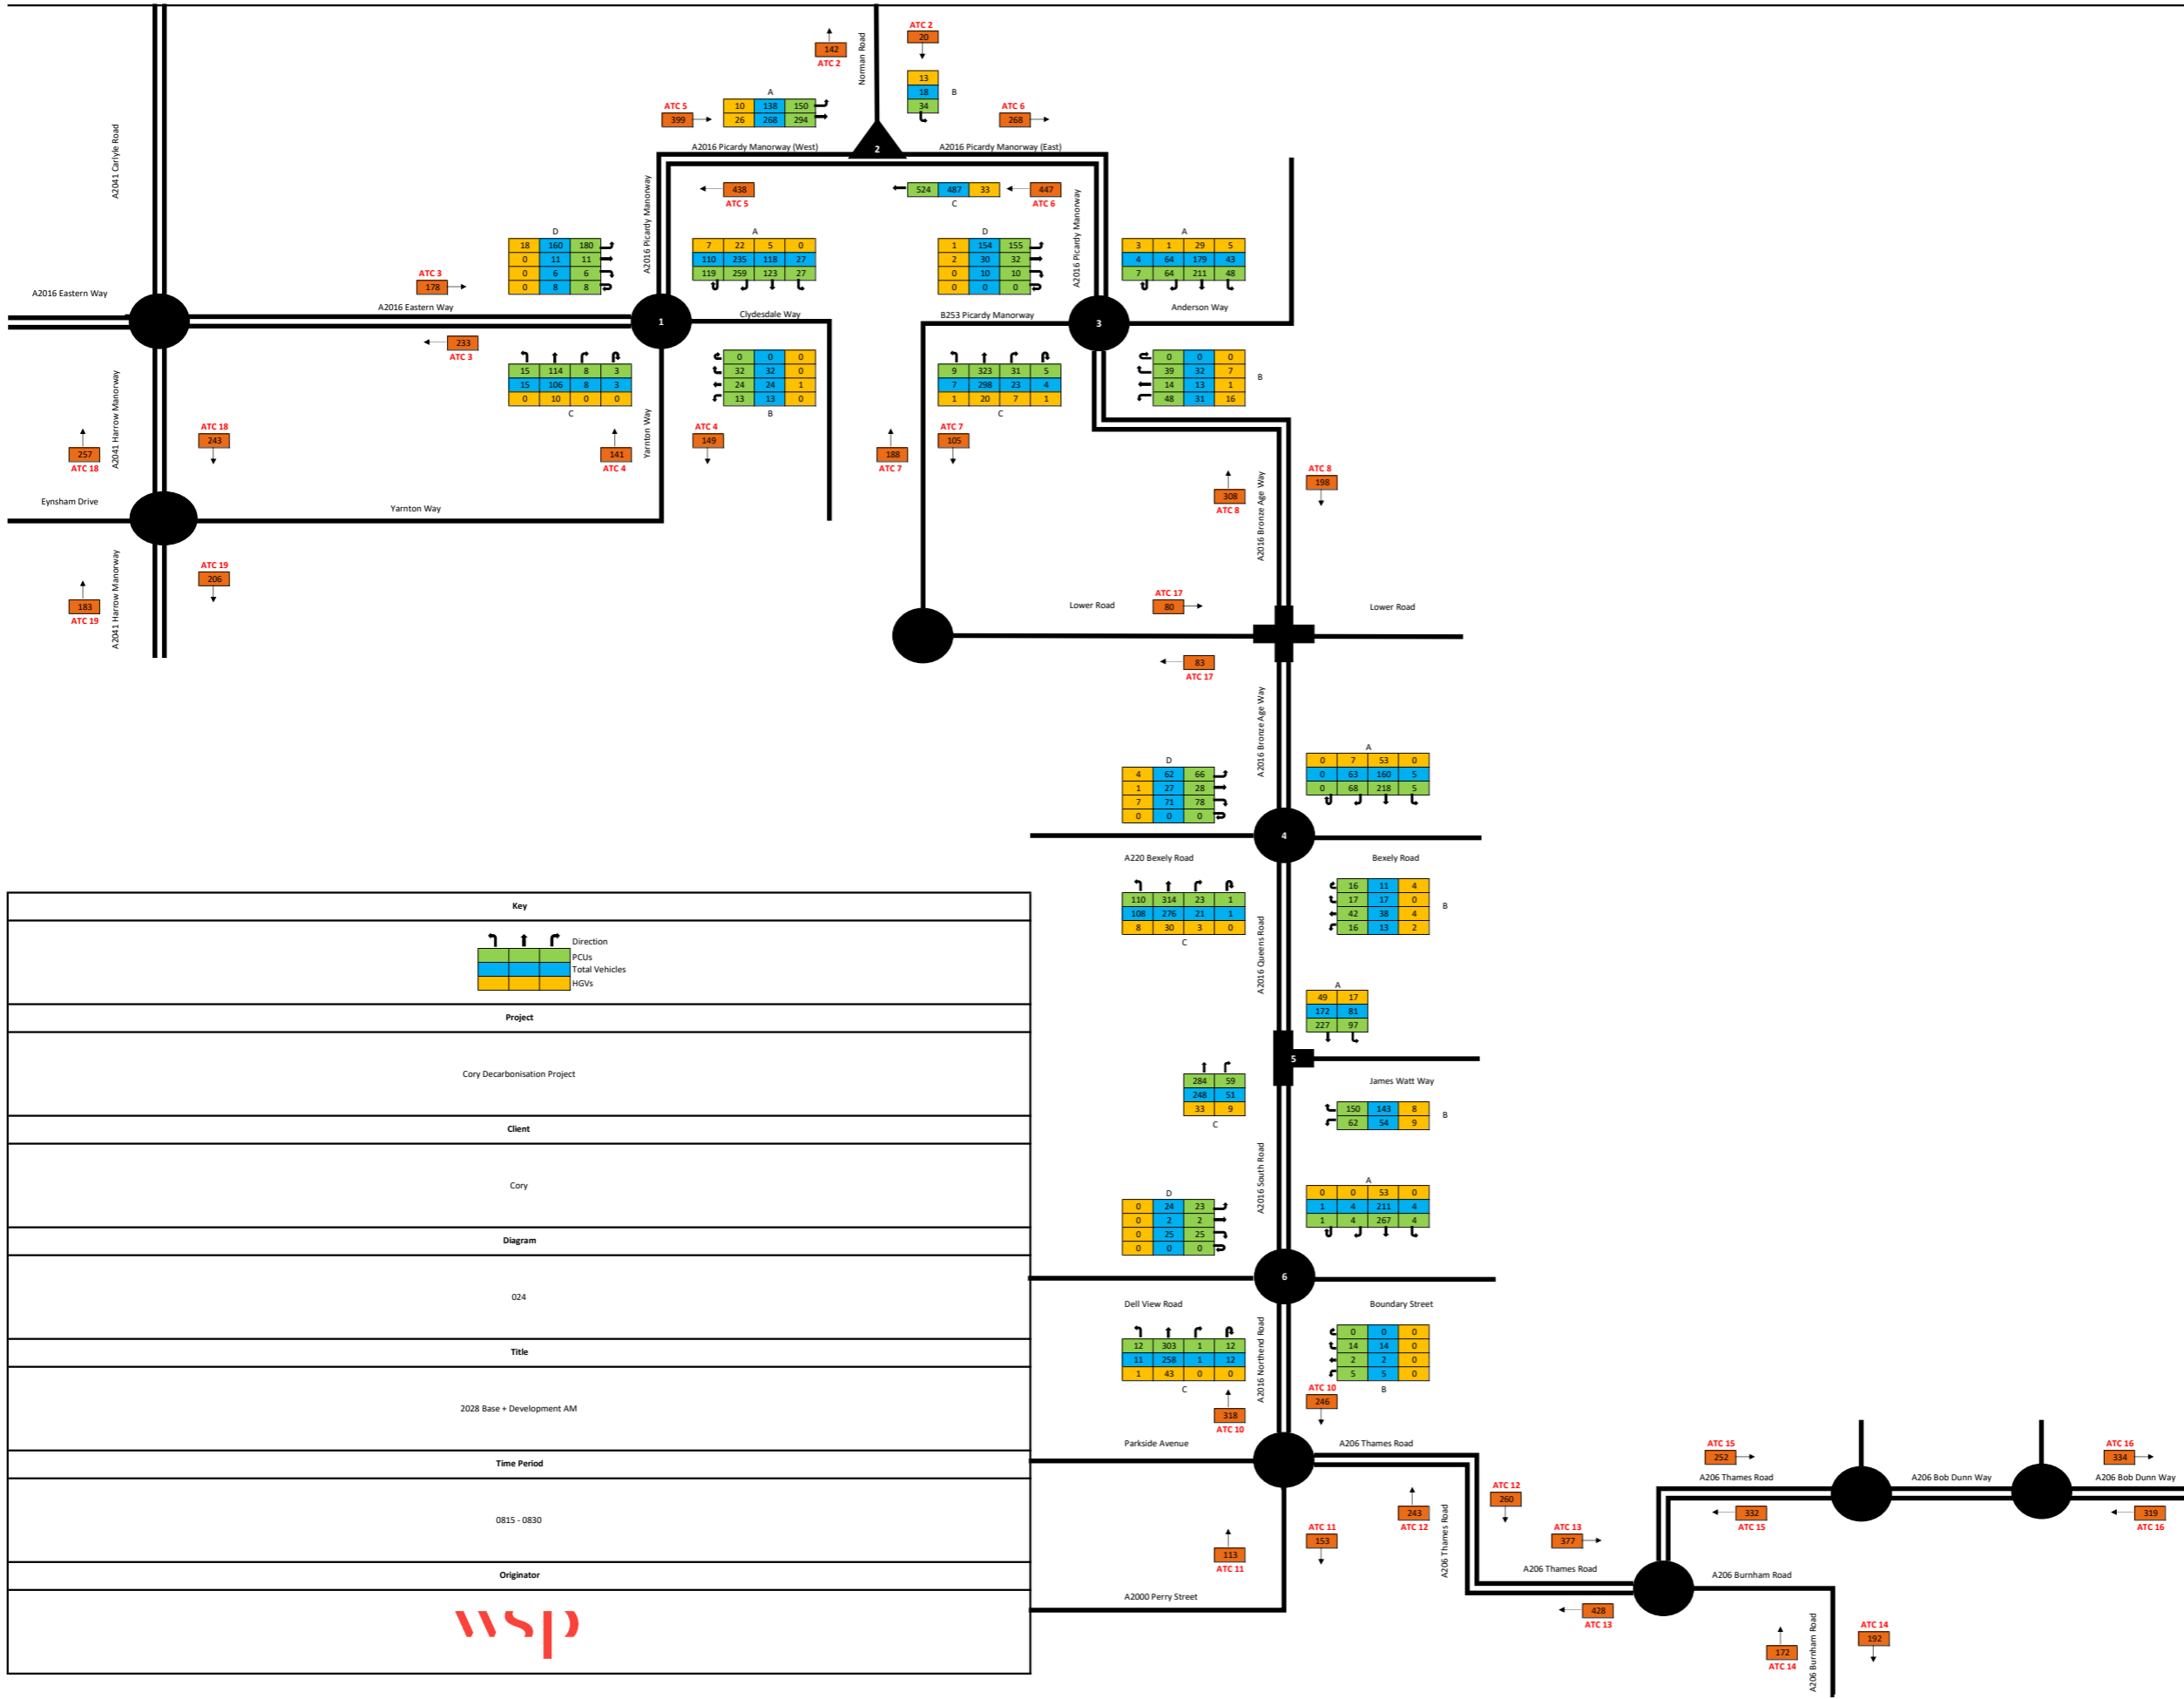 ATC 2
20
142
ATC 2
Norman Road
13
18
34
B
A
10 138 150
26 268 294
ATC 5
399
ATC 6
268
A2016 Picardy Manorway (West)
2
A2016 Picardy Manorway (East)
A2041 Carlyle Road
A2016 Picardy Manorway
438
ATC 5
524 487 33
C
447
ATC 6
A2016 Picardy Manorway
D
18 160 180
0 11 11
0 6 6
0 8 8
A
7 22 5 0
110 235 118 27
119 259 123 27
D
1 154 155
2 30 32
0 10 10
0 0 0
A
3 1 29 5
4 64 179 43
7 64 211 48
ATC 3
178
A2016 Eastern Way
A2016 Eastern Way
1
Clydesdale Way
B253 Picardy Manorway
3
Anderson Way
233
ATC 3
15 114 8 3
15 106 8 3
0 10 0 0
C
0 0 0
32 32 0
24 24 1
13 13 0
B
9 323 31 5
7 298 23 4
1 20 7 1
C
0 0 0
39 32 7
14 13 1
48 31 16
B
A2041 Harrow Manorway
257
ATC 18
ATC 18
243
141
ATC 4
Yarnton Way
ATC 4
149
188
ATC 7
ATC 7
105
308
ATC 8
A2016 Bronze Age Way
ATC 8
198
Eynsham Drive
Yarnton Way
183
ATC 19
A2041 Harrow Manorway
ATC 19
206
Lower Road
ATC 17
80
Lower Road
83
ATC 17
A2016 Bronze Age Way
D
4 62 66
1 27 28
7 71 78
0 0 0
A
0 7 53 0
0 63 160 5
0 68 218 5
4
A220 Bexely Road
Bexely Road
110 314 23 1
108 276 21 1
8 30 3 0
C
A2016 Queens Road
16 11 4
17 17 0
42 38 4
16 13 2
B
A
49 17
172 81
227 97
5
James Watt Way
284 59
248 51
33 9
C
150 143 8
62 54 9
B
A2016 South Road
D
0 24 23
0 2 2
0 25 25
0 0 0
A
0 0 53 0
1 4 211 4
1 4 267 4
6
Dell View Road
Boundary Street
12 303 1 12
11 258 1 12
1 43 0 0
C
A2016 Northend Road
0 0 0
14 14 0
2 2 0
5 5 0
B
318
ATC 10
ATC 10
246
Parkside Avenue
A206 Thames Road
243
ATC 12
A206 Thames Road
ATC 12
260
113
ATC 11
ATC 11
153
A2000 Perry Street
ATC 13
377
A206 Thames Road
428
ATC 13
ATC 15
252
A206 Thames Road
332
ATC 15
A206 Bob Dunn Way
ATC 16
334
A206 Bob Dunn Way
319
ATC 16
A206 Burnham Road
172
ATC 14
A206 Burnham Road
ATC 14
192
Key
Direction
PCUs
Total Vehicles
HGVs
Project
Cory Decarbonisation Project
Client
Cory
Diagram
024
Title
2028 Base + Development AM
Time Period
0815 - 0830
Originator
wsp